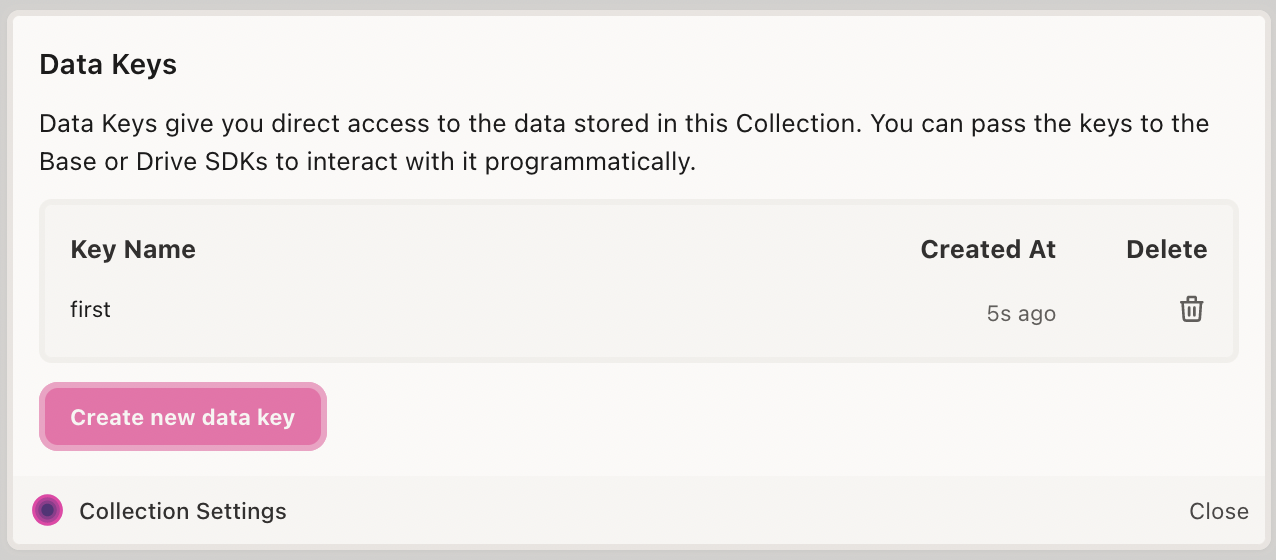 Data Keys
Data Keys give you direct access to the data stored in this Collection. You can pass the keys to the
Base or Drive SDKs to interact with it programmatically.
Key Name Created At Delete
first 5s ago
Create new data key
Collection Settings Close